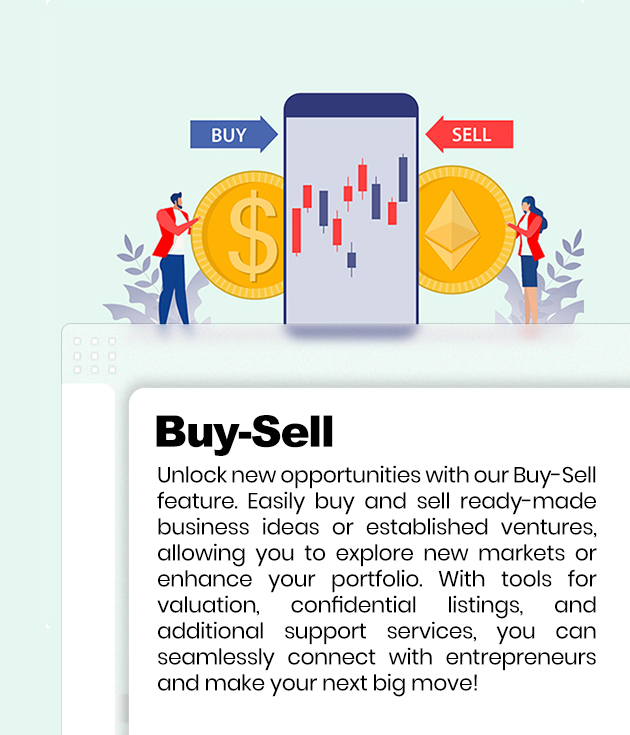 BUY
SELL
$
Buy-Sell
Unlock new opportunities with our Buy-Sell
feature. Easily buy and sell ready-made
business ideas or established ventures,
allowing you to explore new markets or
enhance your portfolio. With tools for
valuation, confidential listings, and
additional support services, you can
seamlessly connect with entrepreneurs
and make your next big move!